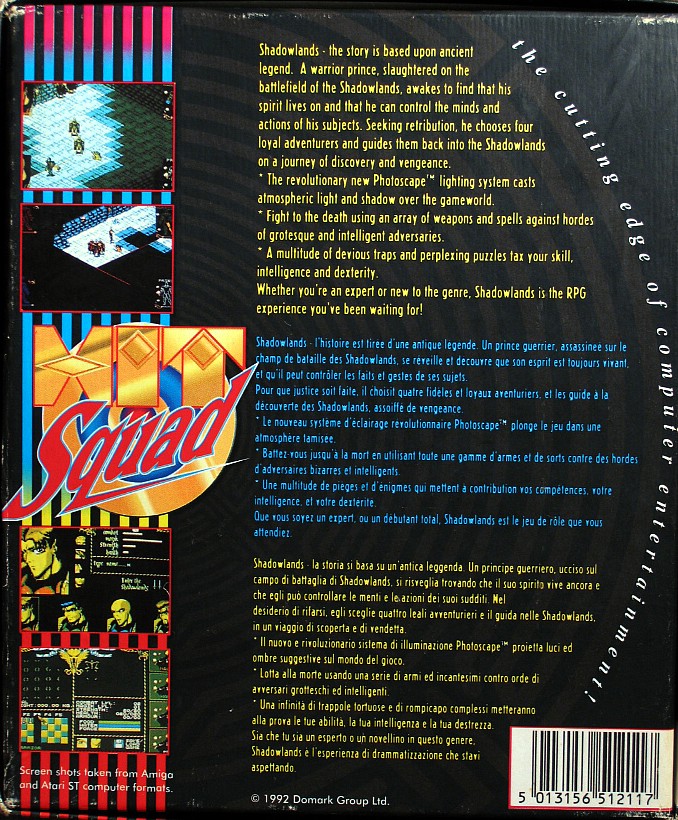 Shadowlands - the story is based upon ancient
legend. A warrior prince, slaughtered on the
battlefield of the Shadowlands, awakes to find that his
spirit lives on and that he can control the minds and
actions of his subjects. Seeking retribution, he chooses four
loyal adventurers and guides them back into the Shadowlands
on a journey of discovery and vengeance.
* The revolutionary new Photoscape™ lighting system casts
atmospheric light and shadow over the gameworld.
* Fight to the death using an array of weapons and spells against hordes
of grotesque and intelligent adversaries.
* A multitude of devious traps and perplexing puzzles tax your skill,
intelligence and dexterity.
Whether you're an expert or new to the genre, Shadowlands is the RPG
experience you've been waiting for!
the cutting edge of computer entertainment!
HIT
Squad
Shadowlands - l'histoire est tiree d'une antique légende. Un prince guerrier, assassinee sur le
champ de bataille des Shadowlands, se réveille et decouvre que son esprit est toujours vivant,
et qu'il peut contrôler les faits et gestes de ses sujets.
Pour que justice soit faite, il choisit quatre fidèles et loyaux aventuriers, et les guide à la
découverte des Shadowlands, assoiffé de vengeance.
* Le nouveau système d'éclairage revolutionnaire Photoscape™ plonge le jeu dans une
atmosphère tamisée.
* Battez-vous jusqu'à la mort en utilisant toute une gamme d'armes et de sorts contre des hordes
d'adversaires bizarres et intelligents.
* Une multitude de pieges et d'énigmes qui mettent à contribution vos compétences, votre
intelligence, et votre dextérité.
Que vous soyez un expert, ou un débutant total, Shadowlands est le jeu de rôle que vous
attendiez.
Shadowlands - la storia si basa su un'antica leggenda. Un principe guerriero, ucciso sul
campo di battaglia di Shadowlands, si risveglia trovando che il suo spirito vive ancora e
che egli può controllare le menti e le azioni dei suoi sudditi. Nel
desiderio di rifarsi, egli sceglie quattro leali avventurieri e il guida nelle Shadowlands,
in un viaggio di scoperta e di vendetta.
* Il nuovo e rivoluzionario sistema di illuminazione Photoscape™ proietta luci ed
ombre suggestive sul mondo del gioco.
* Lotta alla morte usando una serie di armi ed incantesimi contro orde di
avversari grotteschi ed intelligenti.
* Una infinità di trappole tortuose e di rompicapo complessi metteranno
alla prova le tue abilità, la tua intelligenza e la tua destrezza.
Sia che tu sia un esperto o un novellino in questo genere,
Shadowlands è l'esperienza di drammatizzazione che stavi
aspettando.
Screen shots taken from Amiga
and Atari ST computer formats.
© 1992 Domark Group Ltd.
5 013156 512117